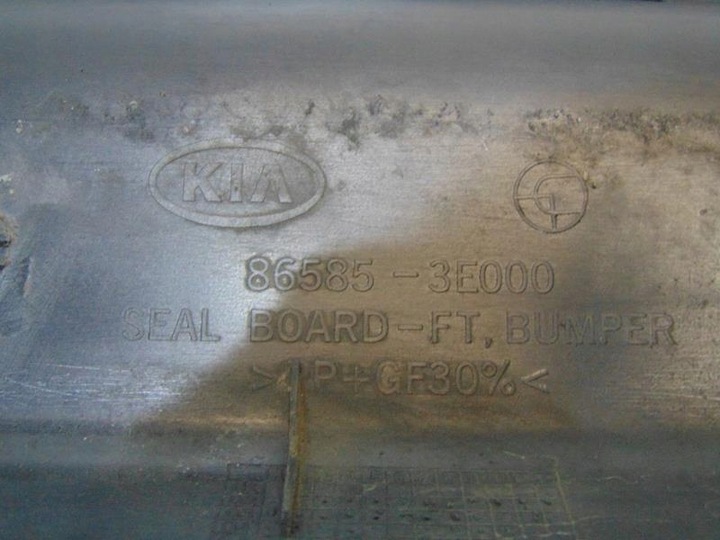 KIA
86585-3E000
SEAL BOARD-FT, BUMPER
>PP+GF30%<